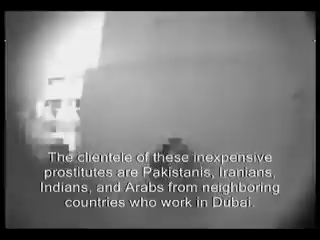 The clientele of these inexpensive
prostitutes are Pakistanis, Iranians,
Indians, and Arabs from neighboring
countries who work in Dubai.